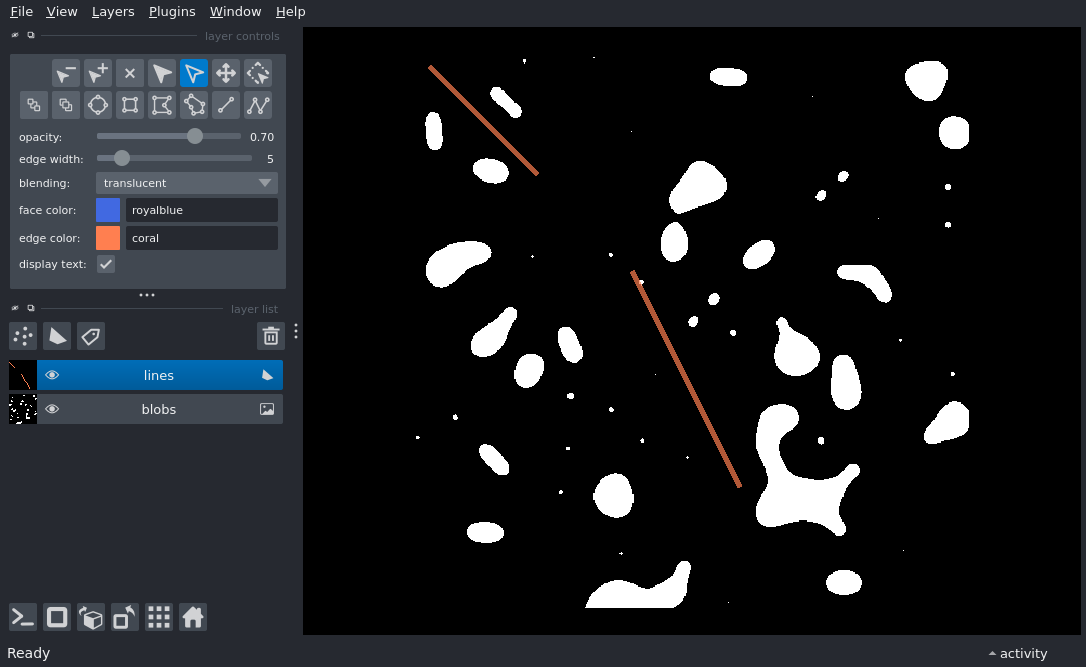 File View Layers Plugins Window Help
layer controls
opacity: 0.70
edge width: 5
blending: translucent
face color: royalblue
edge color: coral
display text:
layer list
lines
blobs
Ready
activity